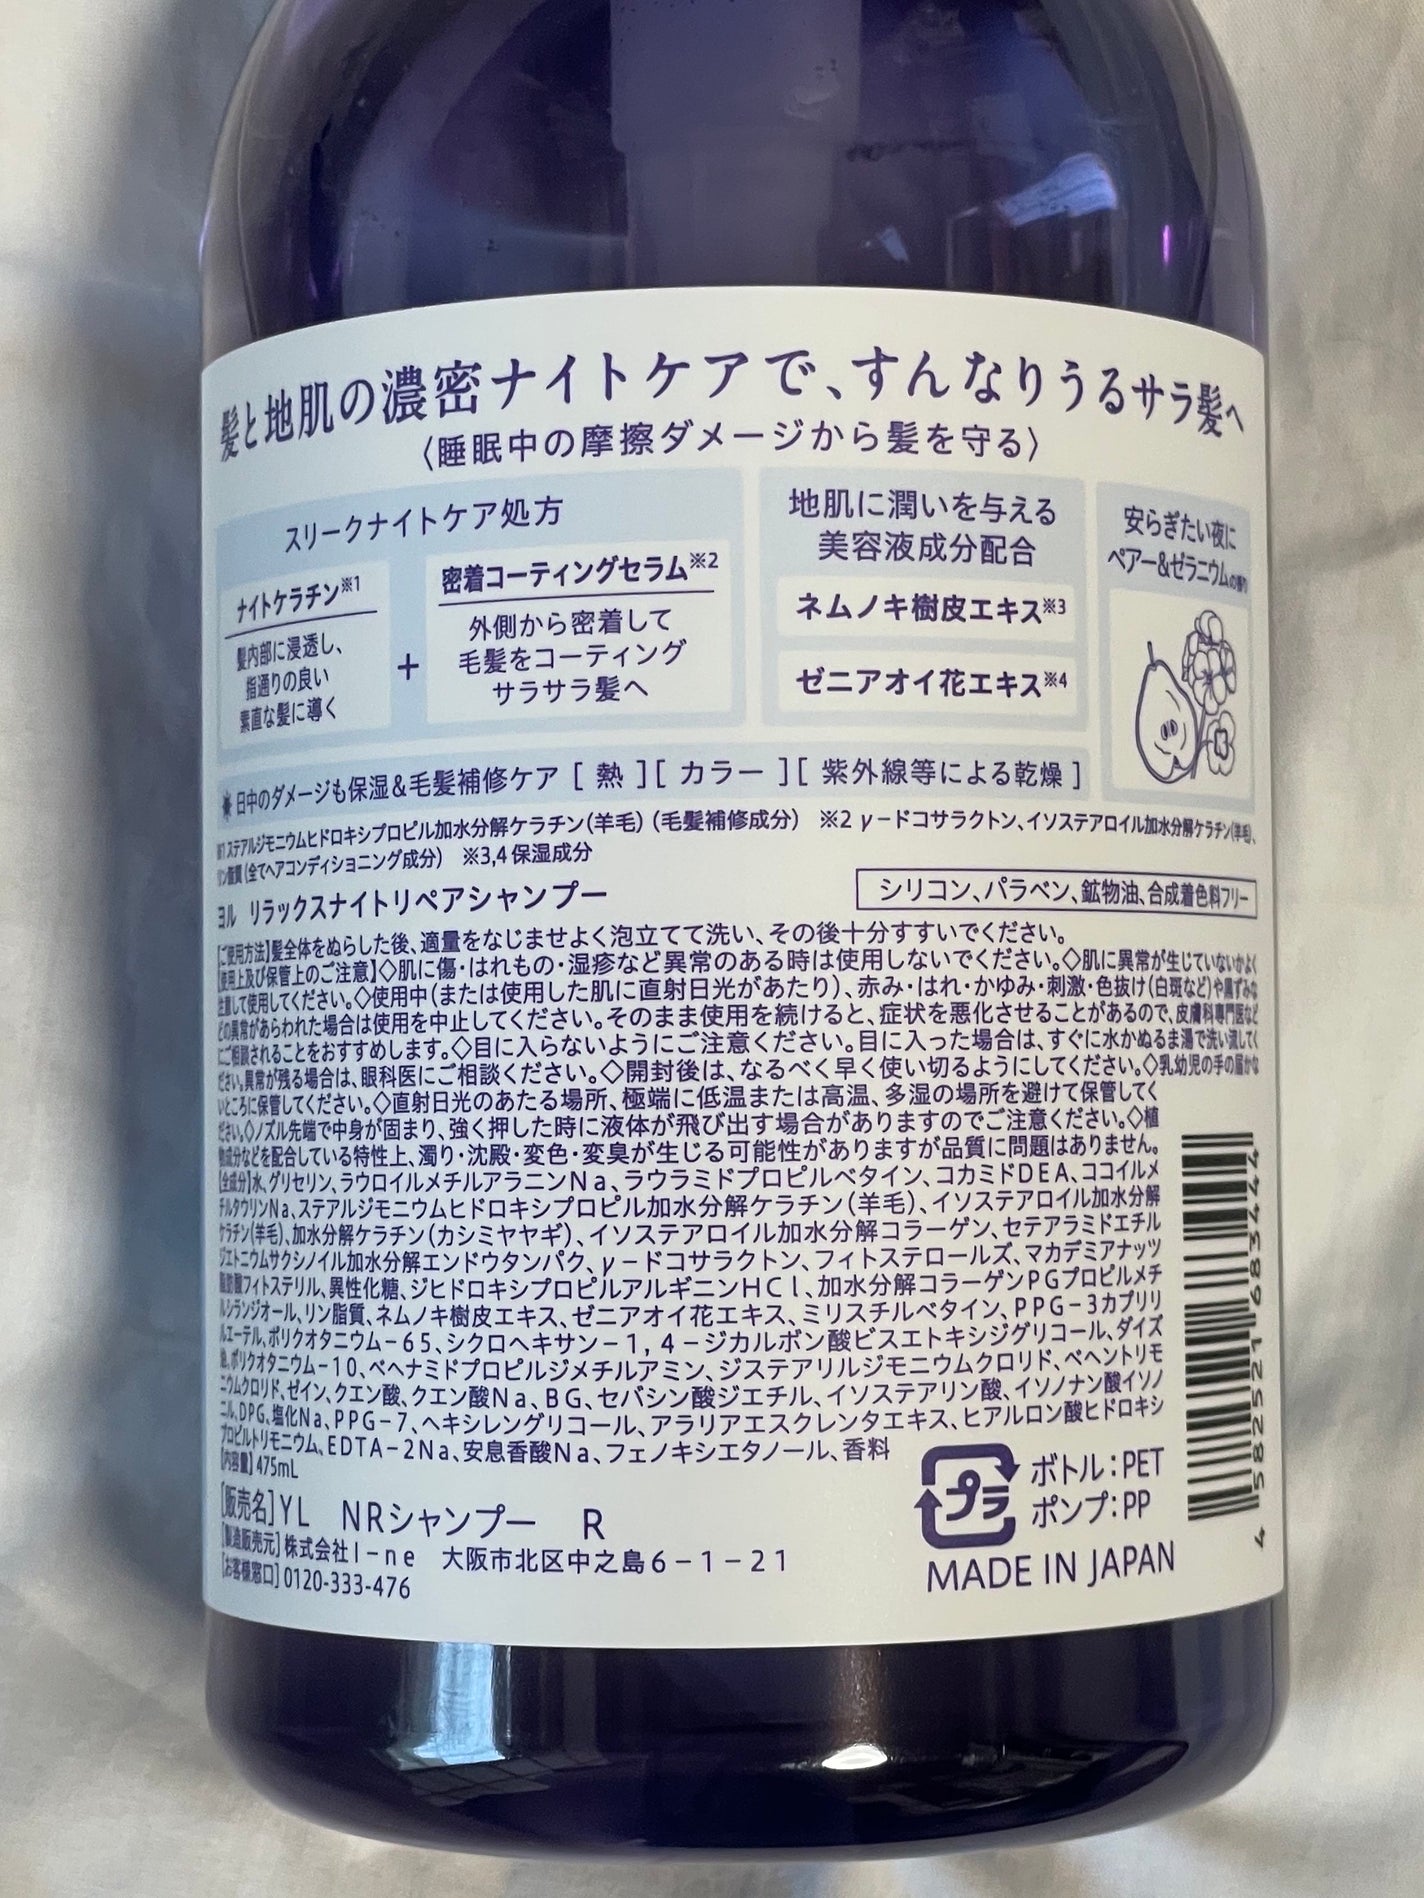 髪と地肌の濃密ナイトケアで、すんなりうるサラ髪へ
〈睡眠中の摩擦ダメージから髪を守る〉
スリークナイトケア処方
ナイトケラチン※1
髪内部に浸透し、
指通りの良い
素直な髪に導く
+
密着コーティングセラム※2
外側から密着して
毛髪をコーティング
サラサラ髪へ
地肌に潤いを与える
美容液成分配合
ネムノキ樹皮エキス※3
ゼニアオイ花エキス※4
安らぎたい夜に
ペアー&ゼラニウムの香り
日中のダメージも保湿&毛髪補修ケア [ 熱 ][ カラー ][ 紫外線等による乾燥 ]
※1 ステアルジモニウムヒドロキシプロピル加水分解ケラチン(羊毛) (毛髪補修成分) ※2 γードコサラクトン、イソステアロイル加水分解ケラチン(羊毛)、
リン脂質 (全てヘアコンディショニング成分) ※3,4 保湿成分
ヨル リラックスナイトリペアシャンプー
シリコン、パラベン、鉱物油、合成着色料フリー
【ご使用方法】髪全体をぬらした後、適量をなじませよく泡立てて洗い、その後十分すすいでください。
【使用上及び保管上のご注意】◇肌に傷・はれもの・湿疹など異常のある時は使用しないでください。◇肌に異常が生じていないかよく
注意して使用してください。◇使用中(または使用した肌に直射日光があたり)、赤み・はれ・かゆみ・刺激・色抜け(白斑など)や黒ずみな
どの異常があらわれた場合は使用を中止してください。そのまま使用を続けると、症状を悪化させることがあるので、皮膚科専門医など
にご相談されることをおすすめします。◇目に入らないようにご注意ください。目に入った場合は、すぐに水かぬるま湯で洗い流してく
ださい。異常が残る場合は、眼科医にご相談ください。◇開封後は、なるべく早く使い切るようにしてください。◇乳幼児の手の届かな
いところに保管してください。◇直射日光のあたる場所、極端に低温または高温、多湿の場所を避けて保管してく
ださい。◇ノズル先端で中身が固まり、強く押した時に液体が飛び出す場合がありますのでご注意ください。◇植
物成分などを配合している特性上、濁り・沈殿・変色・変臭が生じる可能性がありますが品質に問題はありません。
【全成分】水、グリセリン、ラウロイルメチルアラニンNa、ラウラミドプロピルベタイン、コカミドDEA、ココイルメ
チルタウリンNa、ステアルジモニウムヒドロキシプロピル加水分解ケラチン(羊毛)、イソステアロイル加水分解
ケラチン(羊毛)、加水分解ケラチン(カシミヤヤギ)、イソステアロイル加水分解コラーゲン、セテアラミドエチル
ジエトニウムサクシノイル加水分解エンドウタンパク、γードコサラクトン、フィトステロールズ、マカデミアナッツ
脂肪酸フィトステリル、異性化糖、ジヒドロキシプロピルアルギニンHCl、加水分解コラーゲンPGプロピルメチ
ルシランジオール、リン脂質、ネムノキ樹皮エキス、ゼニアオイ花エキス、ミリスチルベタイン、PPG-3カプリリ
ルエーテル、ポリクオタニウム-65、シクロヘキサン-1,4-ジカルボン酸ビスエトキシジグリコール、ダイズ
油、ポリクオタニウム-10、ベヘナミドプロピルジメチルアミン、ジステアリルジモニウムクロリド、ベヘントリモ
ニウムクロリド、ゼイン、クエン酸、クエン酸Na、BG、セバシン酸ジエチル、イソステアリン酸、イソノナン酸イソノ
ニル、DPG、塩化Na、PPG-7、ヘキシレングリコール、アラリアエスクレンタエキス、ヒアルロン酸ヒドロキシ
プロピルトリモニウム、EDTA-2Na、安息香酸Na、フェノキシエタノール、香料
【内容量】475mL
[販売名]YL NRシャンプー R
【製造販売元】株式会社I-ne 大阪市北区中之島6-1-21
【お客様窓口】0120-333-476
プラ
ボトル:PET
ポンプ:PP
MADE IN JAPAN
4 582521 683444